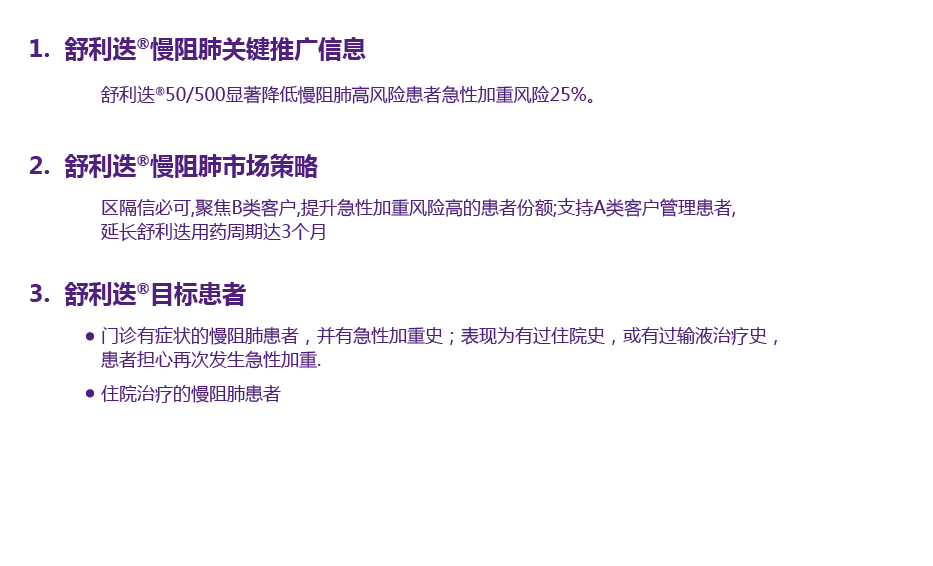 1. 舒利迭®慢阻肺关键推广信息
舒利迭®50/500显著降低慢阻肺高风险患者急性加重风险25%。
2. 舒利迭®慢阻肺市场策略
区隔信必可,聚焦B类客户,提升急性加重风险高的患者份额;支持A类客户管理患者,
延长舒利迭用药周期达3个月
3. 舒利迭®目标患者
● 门诊有症状的慢阻肺患者，并有急性加重史；表现为有过住院史，或有过输液治疗史，
患者担心再次发生急性加重.
● 住院治疗的慢阻肺患者